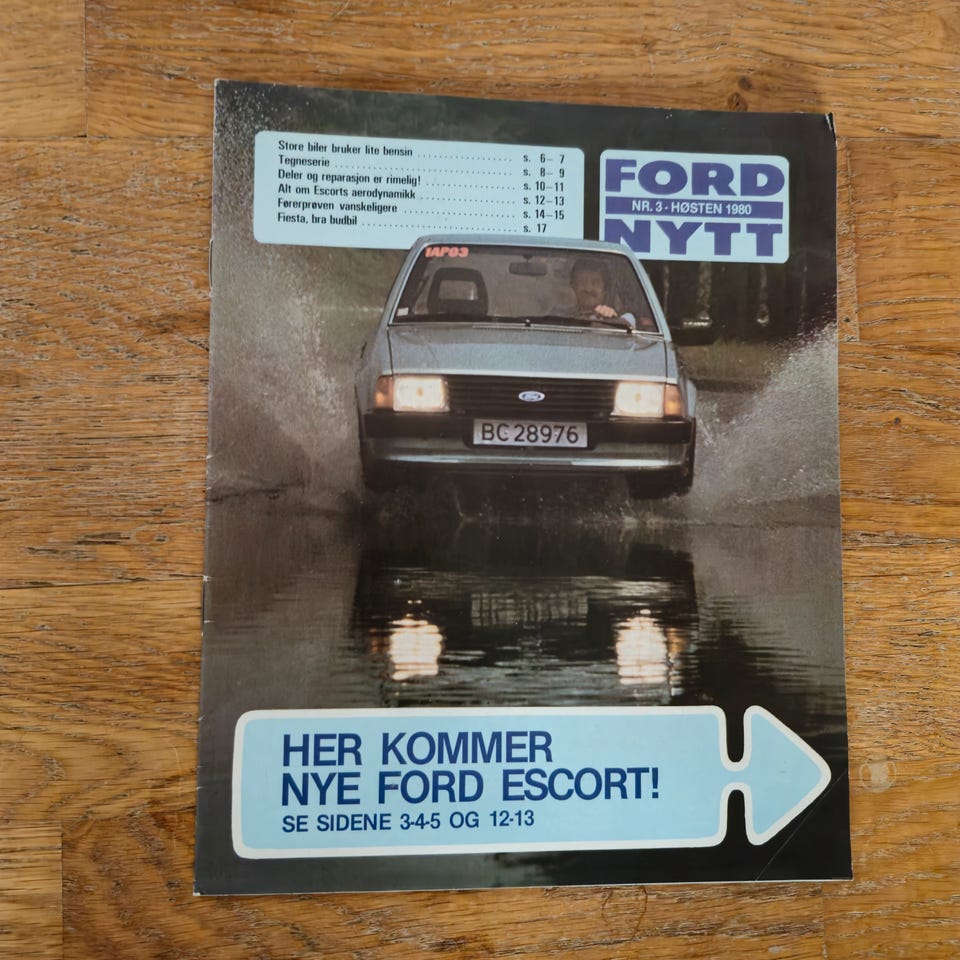 Store biler bruker lite bensin .................. s. 6– 7
Tegneserie .................. s. 8– 9
Deler og reparasjon er rimelig! .................. s. 10–11
Alt om Escorts aerodynamikk .................. s. 12–13
Førerprøven vanskeligere .................. s. 14–15
Fiesta, bra budbil .................. s. 17
FORD
NR. 3 · HØSTEN 1980
NYTT
Ford
BC 28976
HER KOMMER
NYE FORD ESCORT!
SE SIDENE 3-4-5 OG 12-13